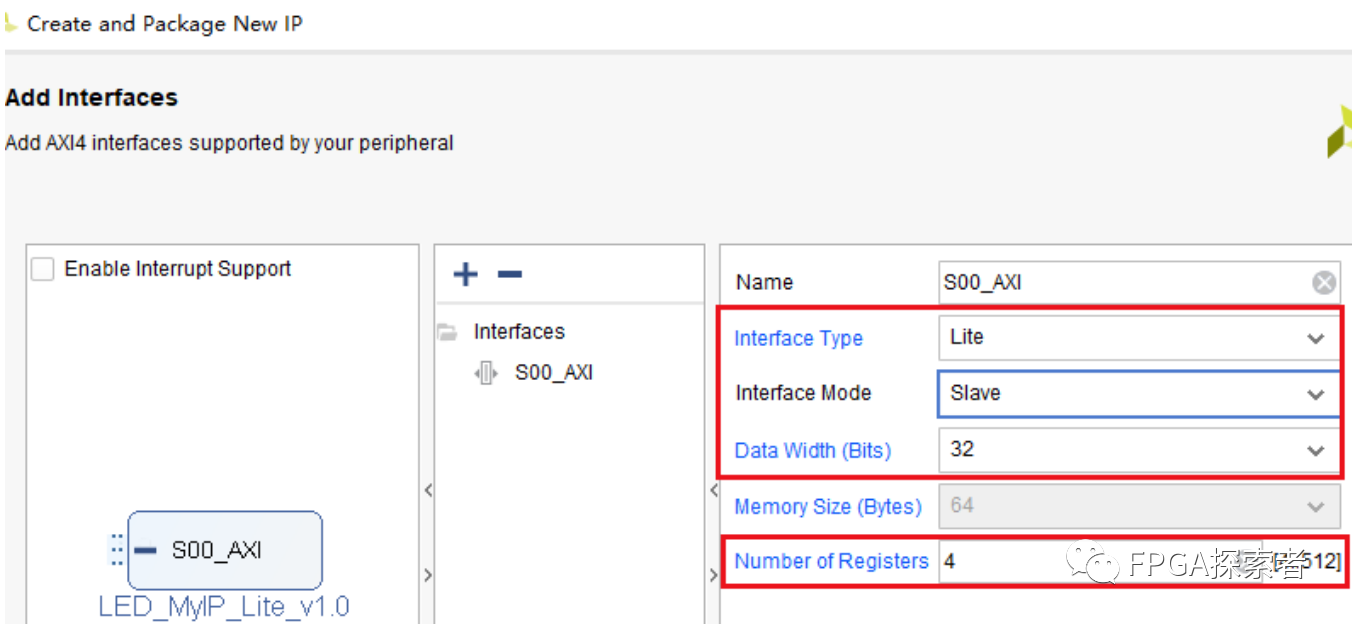 Create and Package New IP
Add Interfaces
Add AXI4 interfaces supported by your peripheral
Enable Interrupt Support
S00_AXI
LED_MyIP_Lite_v1.0
Interfaces
S00_AXI
Name S00_AXI
Interface Type Lite
Interface Mode Slave
Data Width (Bits) 32
Memory Size (Bytes) 64
Number of Registers 4 512]
FPGA探索者